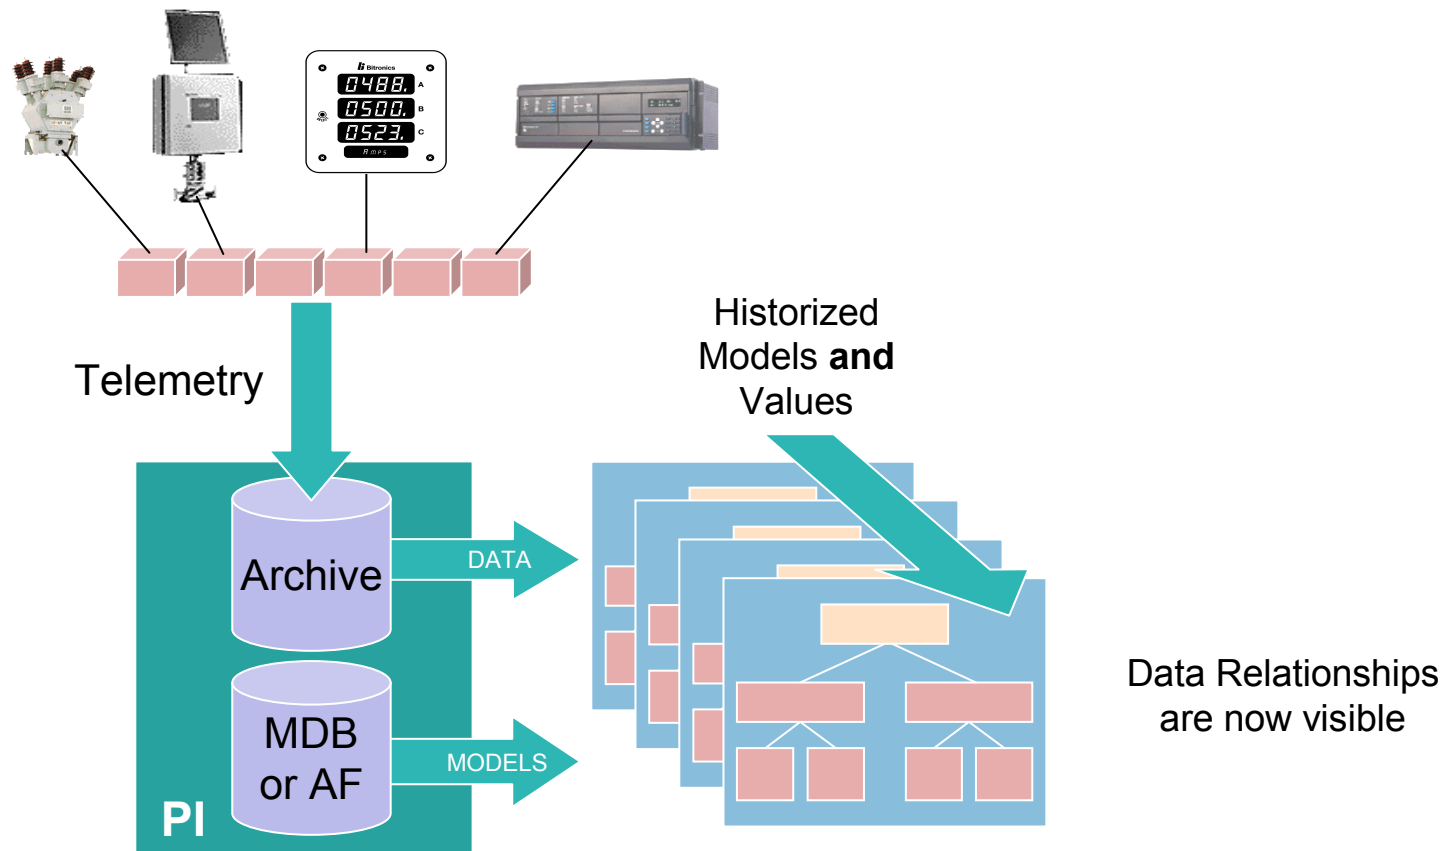 Bitronics
0488. A
0500. B
0523. C
Amps
Telemetry
Historized
Models and
Values
Archive
DATA
MDB
or AF
MODELS
PI
Data Relationships
are now visible